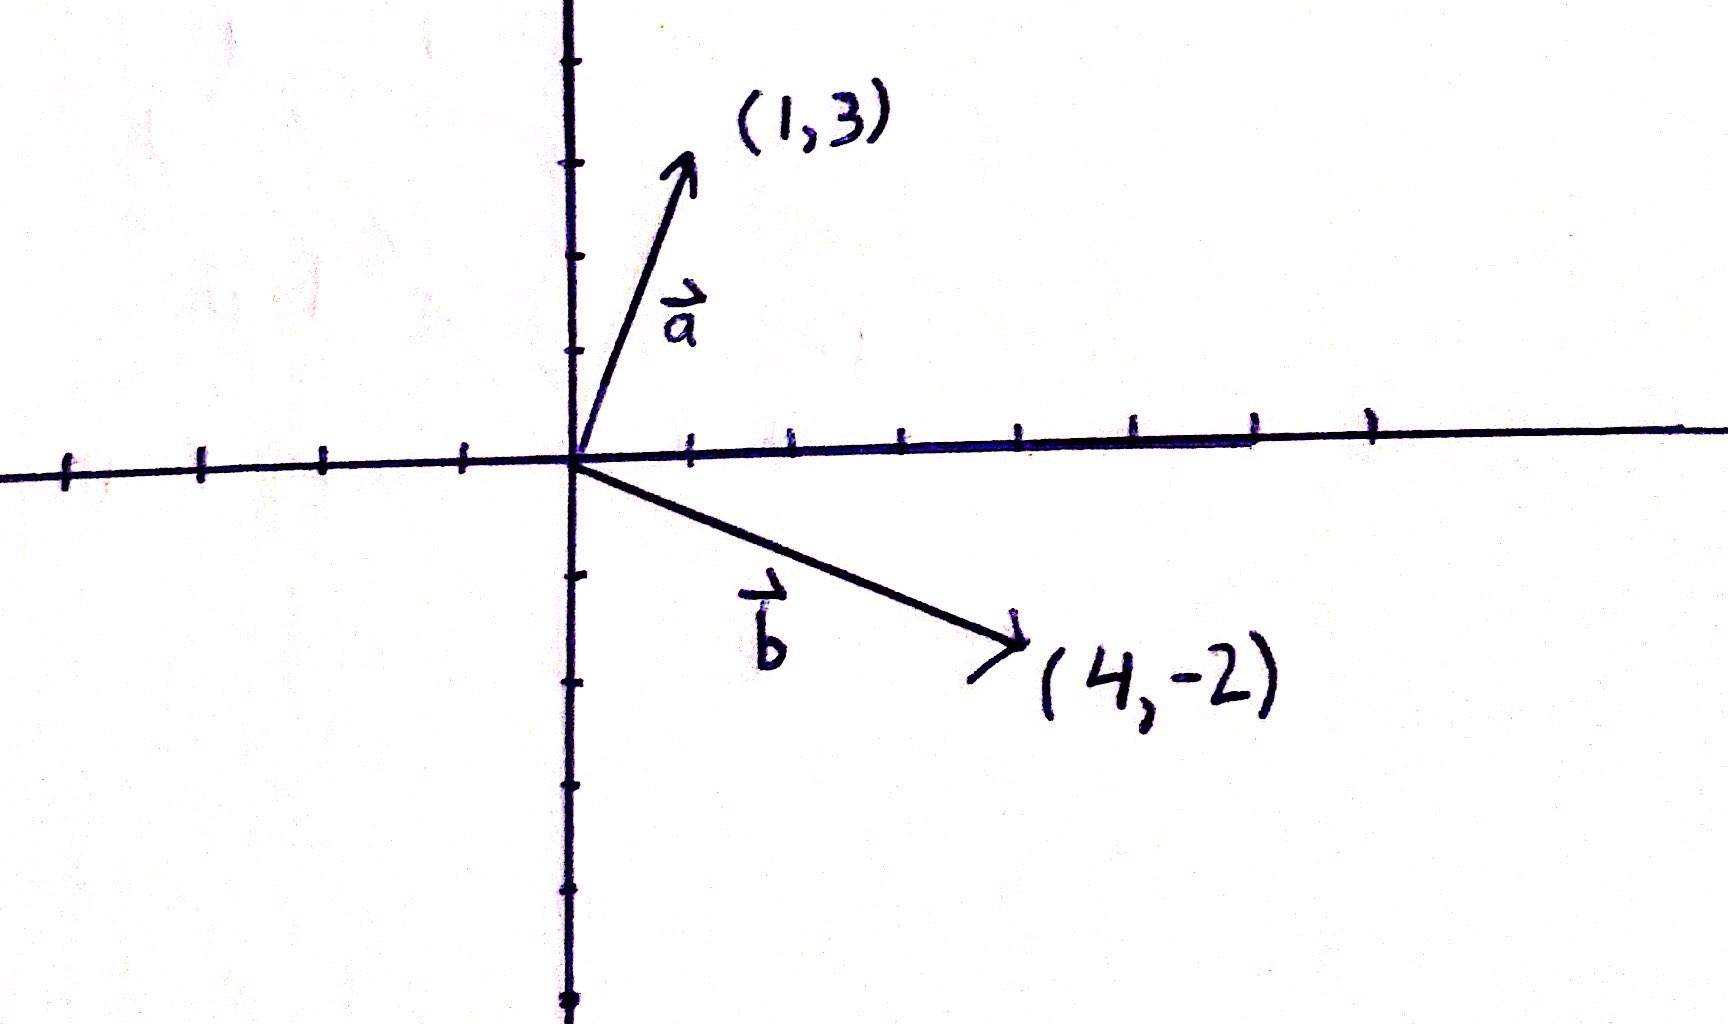 (1,3)
a⃗
b⃗
(4,-2)